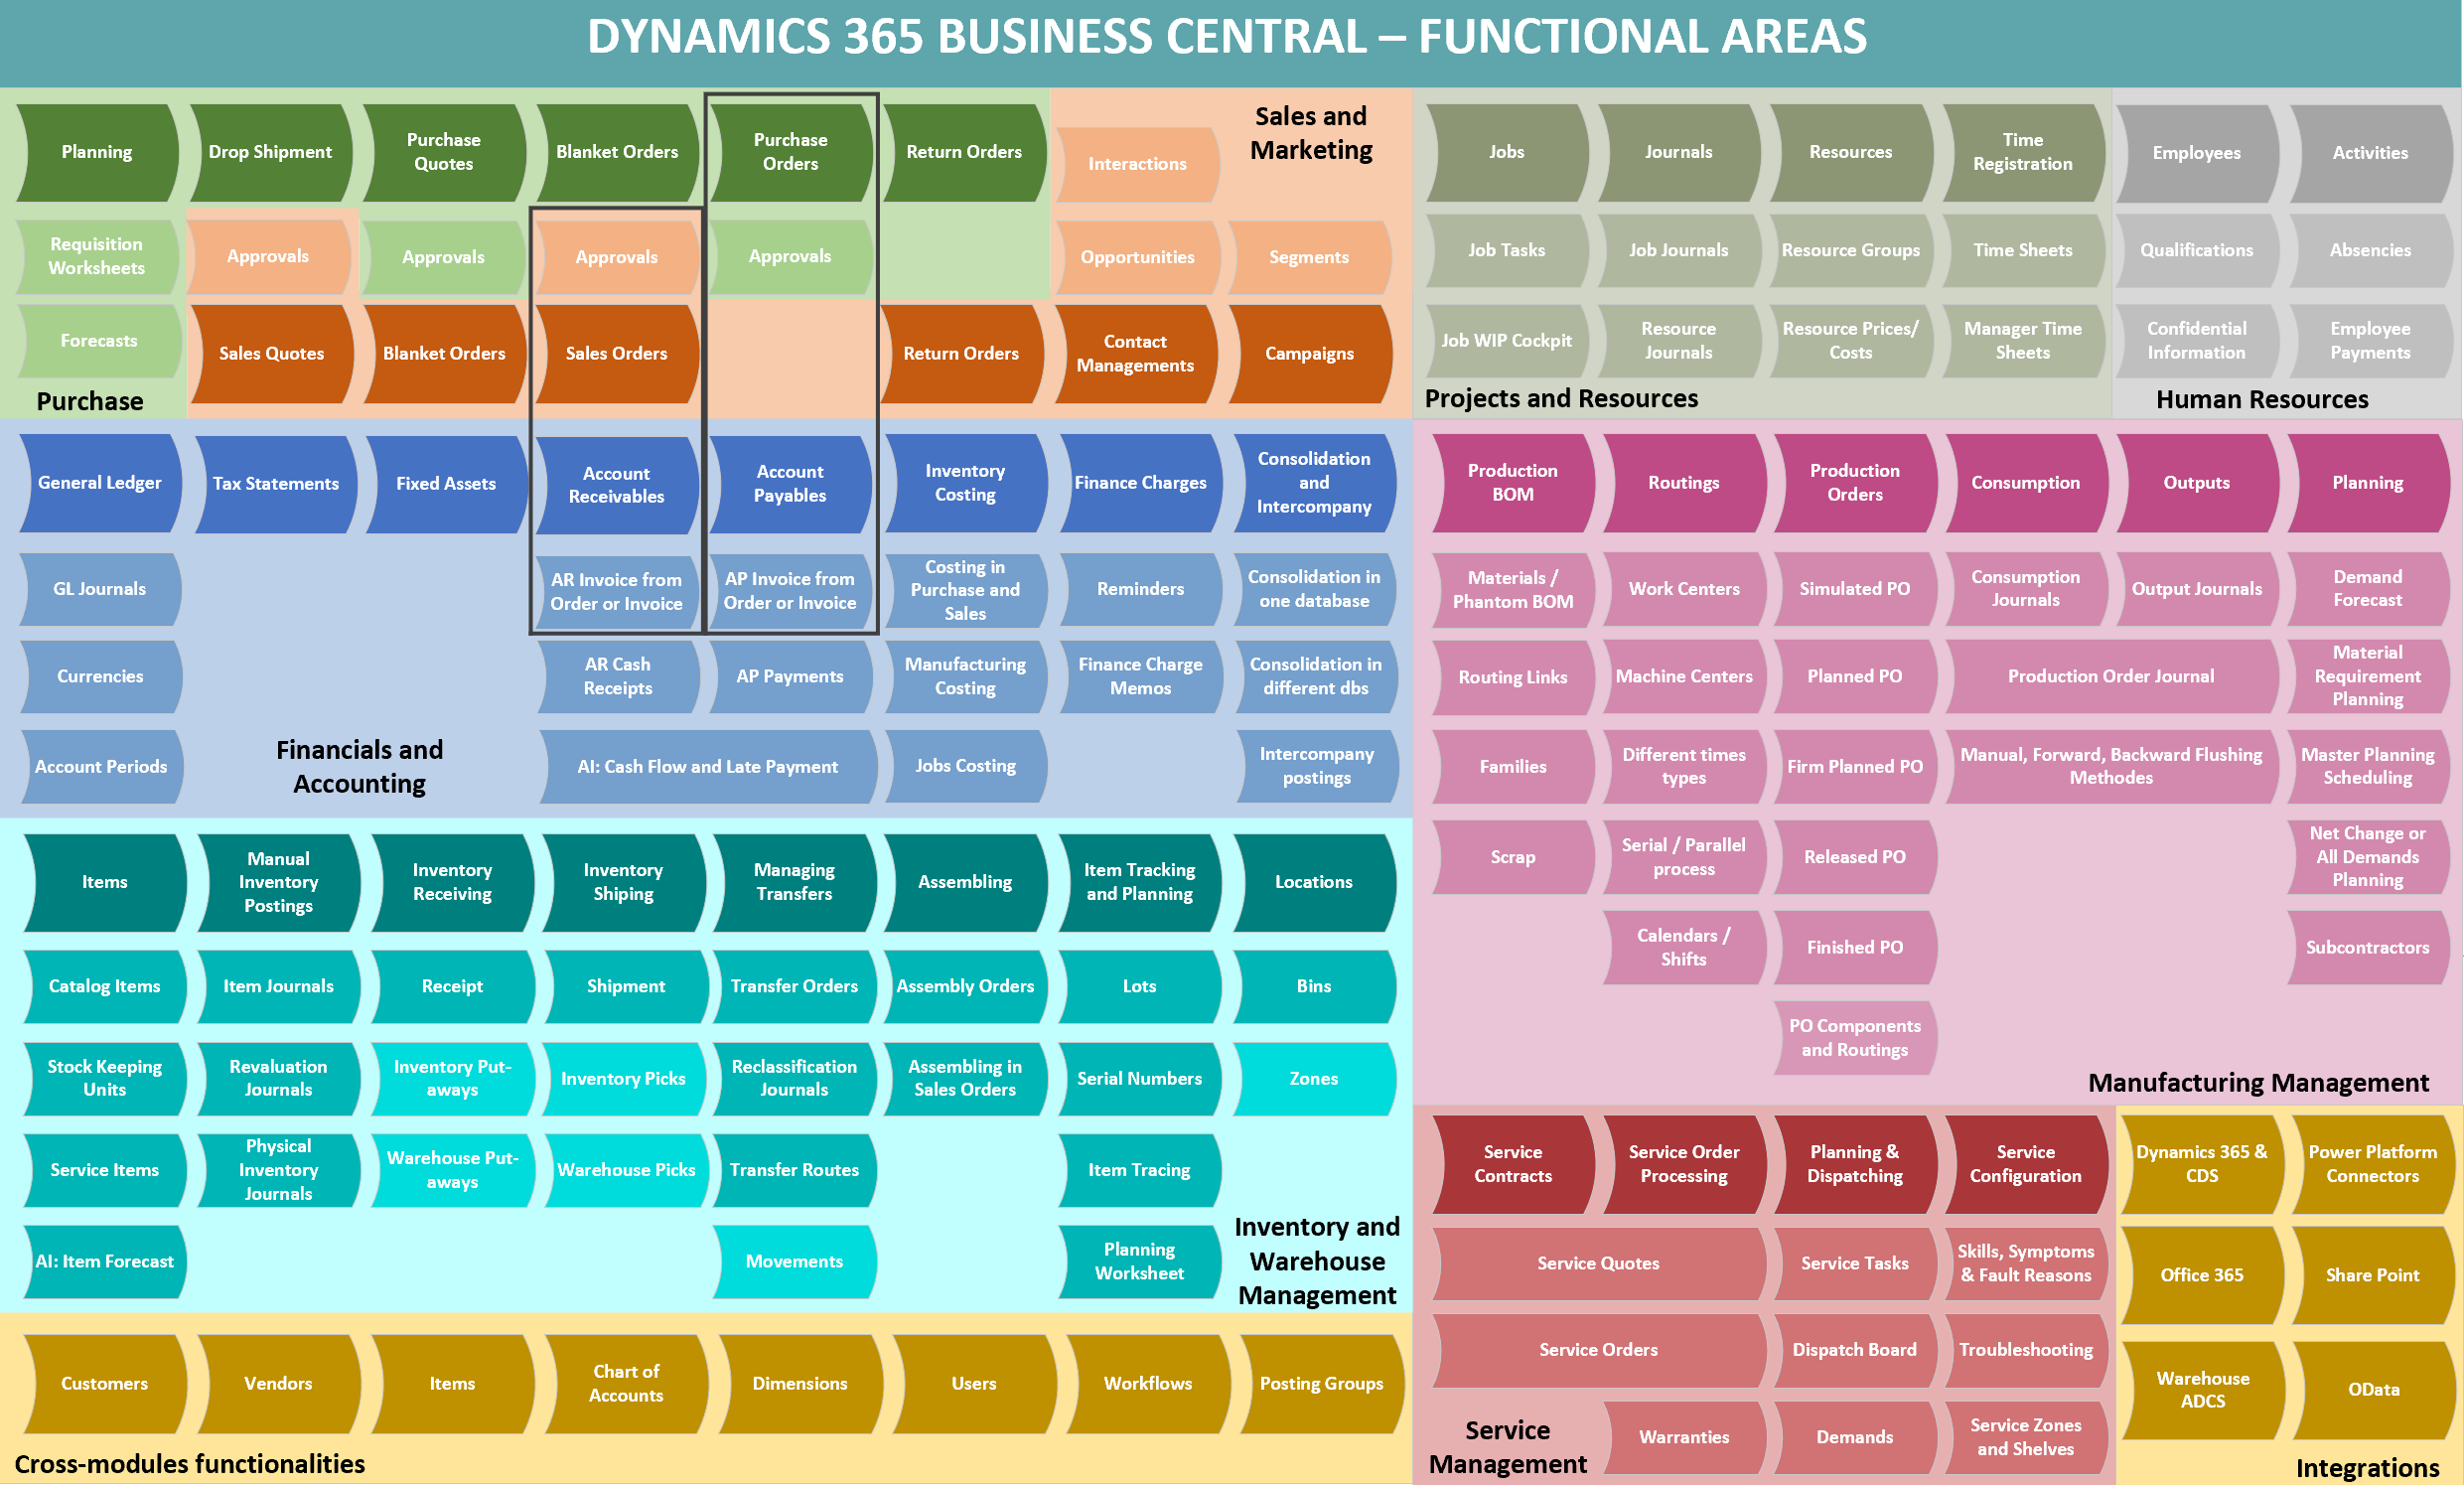 DYNAMICS 365 BUSINESS CENTRAL – FUNCTIONAL AREAS
Planning
Drop Shipment
Purchase
Quotes
Blanket Orders
Purchase
Orders
Return Orders
Requisition
Worksheets
Approvals
Approvals
Approvals
Approvals
Forecasts
Sales Quotes
Blanket Orders
Sales Orders
Return Orders
Purchase
Sales and
Marketing
Interactions
Opportunities
Segments
Contact
Managements
Campaigns
Jobs
Journals
Resources
Time
Registration
Job Tasks
Job Journals
Resource Groups
Time Sheets
Job WIP Cockpit
Resource
Journals
Resource Prices/
Costs
Manager Time
Sheets
Projects and Resources
Employees
Activities
Qualifications
Absencies
Confidential
Information
Employee
Payments
Human Resources
General Ledger
Tax Statements
Fixed Assets
Account
Receivables
Account
Payables
Inventory
Costing
Finance Charges
Consolidation
and
Intercompany
GL Journals
AR Invoice from
Order or Invoice
AP Invoice from
Order or Invoice
Costing in
Purchase and
Sales
Reminders
Consolidation in
one database
Currencies
AR Cash
Receipts
AP Payments
Manufacturing
Costing
Finance Charge
Memos
Consolidation in
different dbs
Account Periods
Financials and
Accounting
AI: Cash Flow and Late Payment
Jobs Costing
Intercompany
postings
Production
BOM
Routings
Production
Orders
Consumption
Outputs
Planning
Materials /
Phantom BOM
Work Centers
Simulated PO
Consumption
Journals
Output Journals
Demand
Forecast
Routing Links
Machine Centers
Planned PO
Production Order Journal
Material
Requirement
Planning
Families
Different times
types
Firm Planned PO
Manual, Forward, Backward Flushing
Methodes
Master Planning
Scheduling
Scrap
Serial / Parallel
process
Released PO
Net Change or
All Demands
Planning
Calendars /
Shifts
Finished PO
Subcontractors
PO Components
and Routings
Manufacturing Management
Items
Manual
Inventory
Postings
Inventory
Receiving
Inventory
Shiping
Managing
Transfers
Assembling
Item Tracking
and Planning
Locations
Catalog Items
Item Journals
Receipt
Shipment
Transfer Orders
Assembly Orders
Lots
Bins
Stock Keeping
Units
Revaluation
Journals
Inventory Put-
aways
Inventory Picks
Reclassification
Journals
Assembling in
Sales Orders
Serial Numbers
Zones
Service Items
Physical
Inventory
Journals
Warehouse Put-
aways
Warehouse Picks
Transfer Routes
Item Tracing
AI: Item Forecast
Movements
Planning
Worksheet
Inventory and
Warehouse
Management
Service
Contracts
Service Order
Processing
Planning &
Dispatching
Service
Configuration
Service Quotes
Service Tasks
Skills, Symptoms
& Fault Reasons
Service Orders
Dispatch Board
Troubleshooting
Service
Management
Warranties
Demands
Service Zones
and Shelves
Dynamics 365 &
CDS
Power Platform
Connectors
Office 365
Share Point
Warehouse
ADCS
OData
Integrations
Customers
Vendors
Items
Chart of
Accounts
Dimensions
Users
Workflows
Posting Groups
Cross-modules functionalities